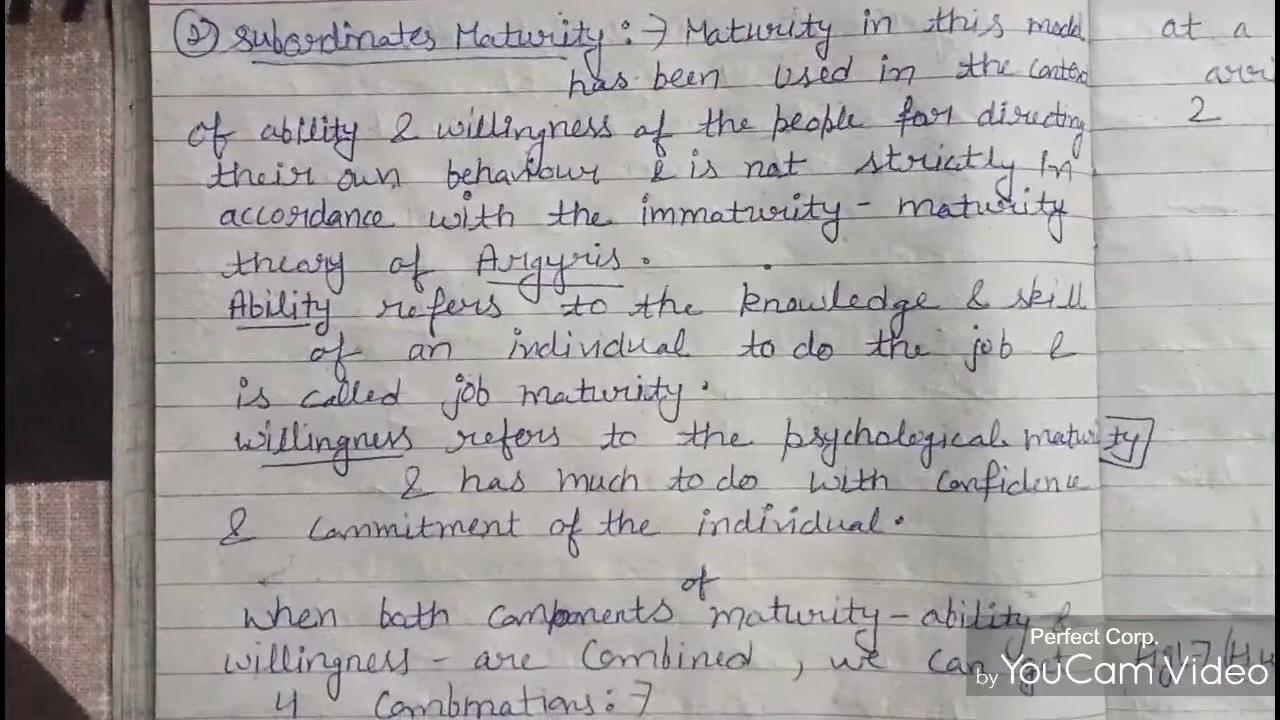 ② Subordinates Maturity :→ Maturity in this model
has been used in the context
of ability & willingness of the people for directing
their own behaviour & is not strictly in
accordance with the immaturity - maturity
theory of Argyris.
Ability refers to the knowledge & skill
of an individual to do the job &
is called job maturity.
willingness refers to the psychological maturity
& has much to do with confidence
& commitment of the individual.
of
when both components maturity - ability &
willingness - are combined, we can get
4 Combinations :→
at a
2
Perfect Corp.
by YouCam Video